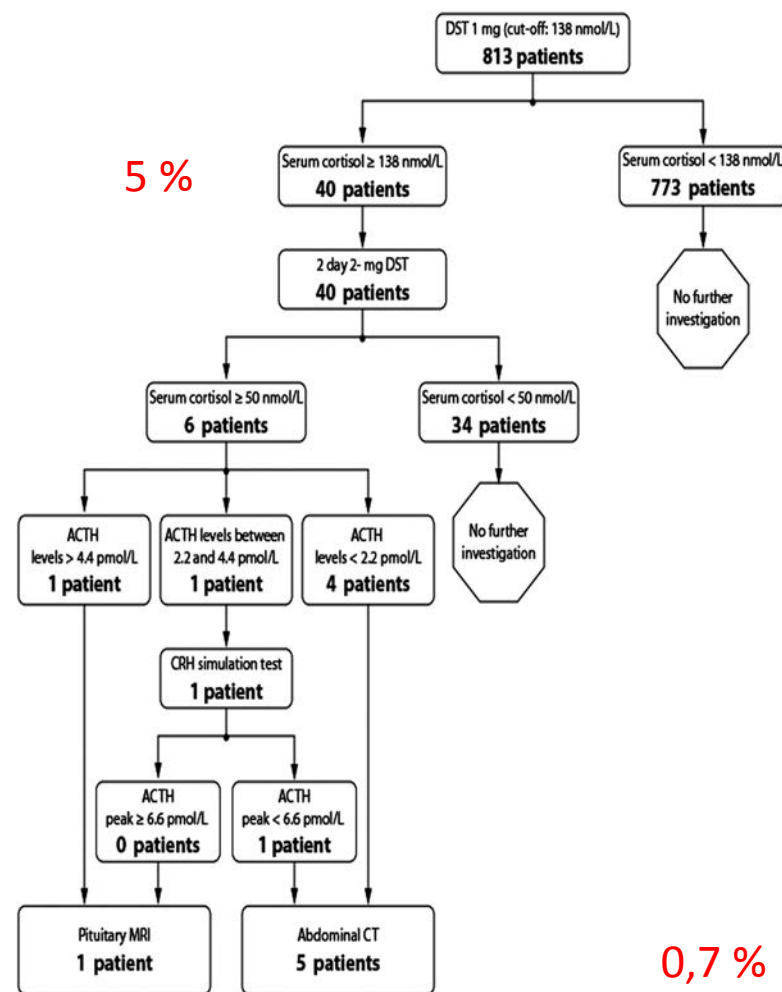 DST 1 mg (cut-off: 138 nmol/L)
813 patients
5 %
Serum cortisol ≥ 138 nmol/L
40 patients
Serum cortisol < 138 nmol/L
773 patients
2 day 2- mg DST
40 patients
No further
investigation
Serum cortisol ≥ 50 nmol/L
6 patients
Serum cortisol < 50 nmol/L
34 patients
ACTH
levels > 4.4 pmol/L
1 patient
ACTH levels between
2.2 and 4.4 pmol/L
1 patient
ACTH
levels < 2.2 pmol/L
4 patients
No further
investigation
CRH simulation test
1 patient
ACTH
peak ≥ 6.6 pmol/L
0 patients
ACTH
peak < 6.6 pmol/L
1 patient
Pituitary MRI
1 patient
Abdominal CT
5 patients
0,7 %